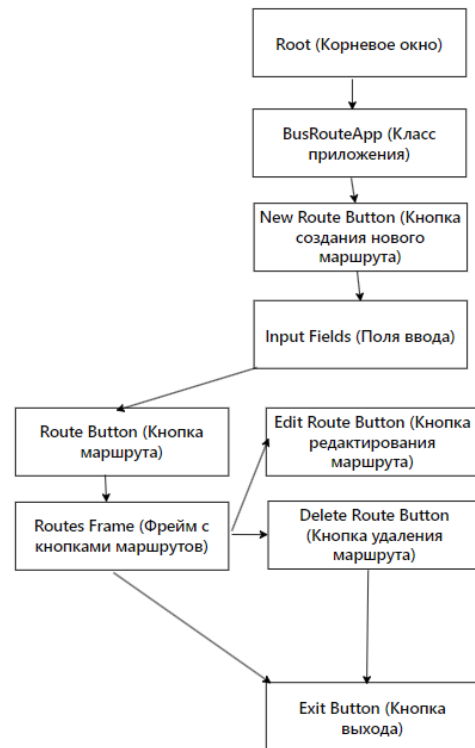 Root (Корневое окно)
BusRouteApp (Класс
приложения)
New Route Button (Кнопка
создания нового
маршрута)
Input Fields (Поля ввода)
Route Button (Кнопка
маршрута)
Edit Route Button (Кнопка
редактирования
маршрута)
Routes Frame (Фрейм с
кнопками маршрутов)
Delete Route Button
(Кнопка удаления
маршрута)
Exit Button (Кнопка
выхода)